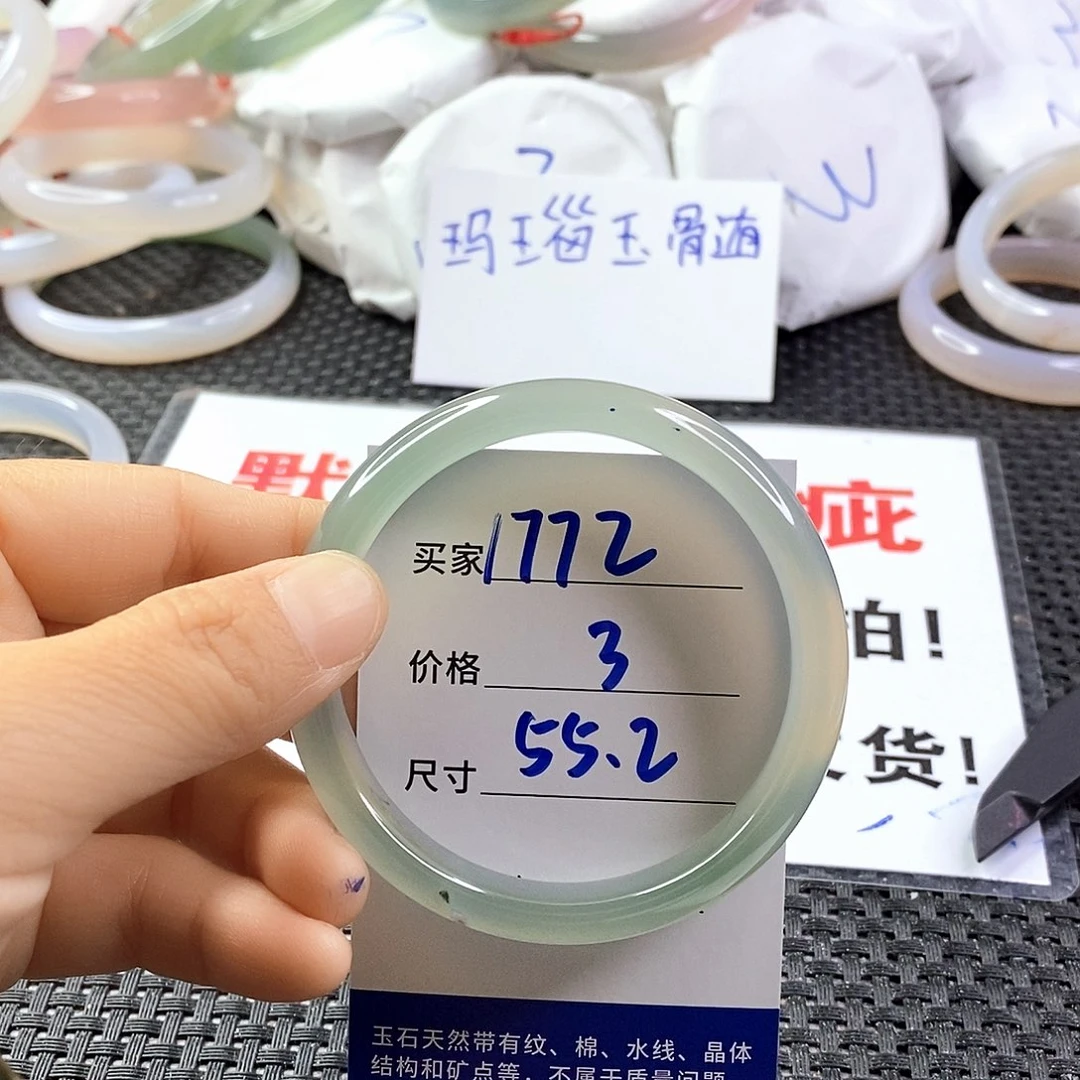 玛瑙玉骨髓
默
疵
拍!
发货!
买家 1772
价格 3
尺寸 55.2
玉石天然带有纹、棉、水线、晶体
结构和矿点等,不属于质量问题